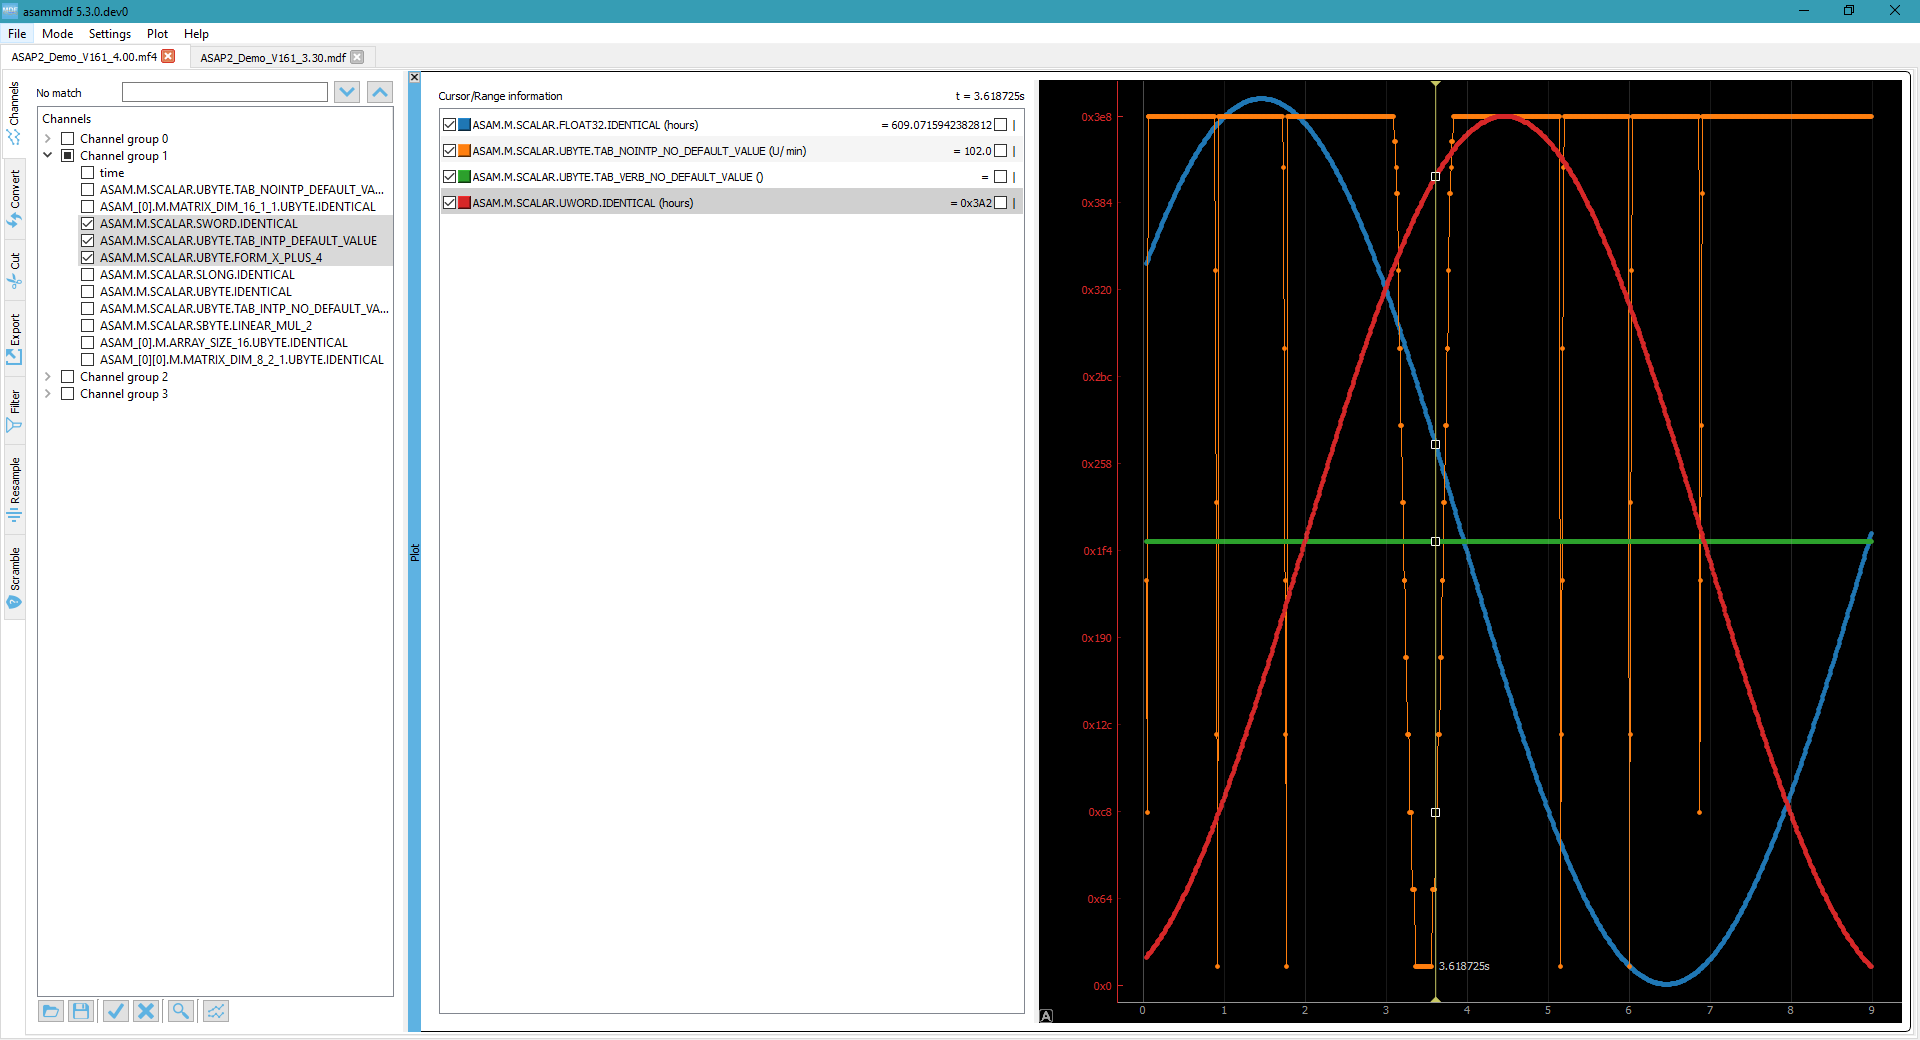 asammdf 5.3.0.dev0
File Mode Settings Plot Help
ASAP2_Demo_V161_4.00.mf4 ASAP2_Demo_V161_3.30.mdf
Channels
Convert
Cut
Export
Filter
Resample
Scramble
No match
Channels
Channel group 0
Channel group 1
time
ASAM.M.SCALAR.UBYTE.TAB_NOINTP_DEFAULT_VA...
ASAM_[0].M.MATRIX_DIM_16_1_1.UBYTE.IDENTICAL
ASAM.M.SCALAR.SWORD.IDENTICAL
ASAM.M.SCALAR.UBYTE.TAB_INTP_DEFAULT_VALUE
ASAM.M.SCALAR.UBYTE.FORM_X_PLUS_4
ASAM.M.SCALAR.SLONG.IDENTICAL
ASAM.M.SCALAR.UBYTE.IDENTICAL
ASAM.M.SCALAR.UBYTE.TAB_INTP_NO_DEFAULT_VA...
ASAM.M.SCALAR.SBYTE.LINEAR_MUL_2
ASAM_[0].M.ARRAY_SIZE_16.UBYTE.IDENTICAL
ASAM_[0][0].M.MATRIX_DIM_8_2_1.UBYTE.IDENTICAL
Channel group 2
Channel group 3
Plot
Cursor/Range information t = 3.618725s
ASAM.M.SCALAR.FLOAT32.IDENTICAL (hours) = 609.0715942382812
ASAM.M.SCALAR.UBYTE.TAB_NOINTP_NO_DEFAULT_VALUE (U/min) = 102.0
ASAM.M.SCALAR.UBYTE.TAB_VERB_NO_DEFAULT_VALUE () =
ASAM.M.SCALAR.UWORD.IDENTICAL (hours) = 0x3A2
0x3e8
0x384
0x320
0x2bc
0x258
0x1f4
0x190
0x12c
0xc8
0x64
0x0
3.618725s
0 1 2 3 4 5 6 7 8 9
A